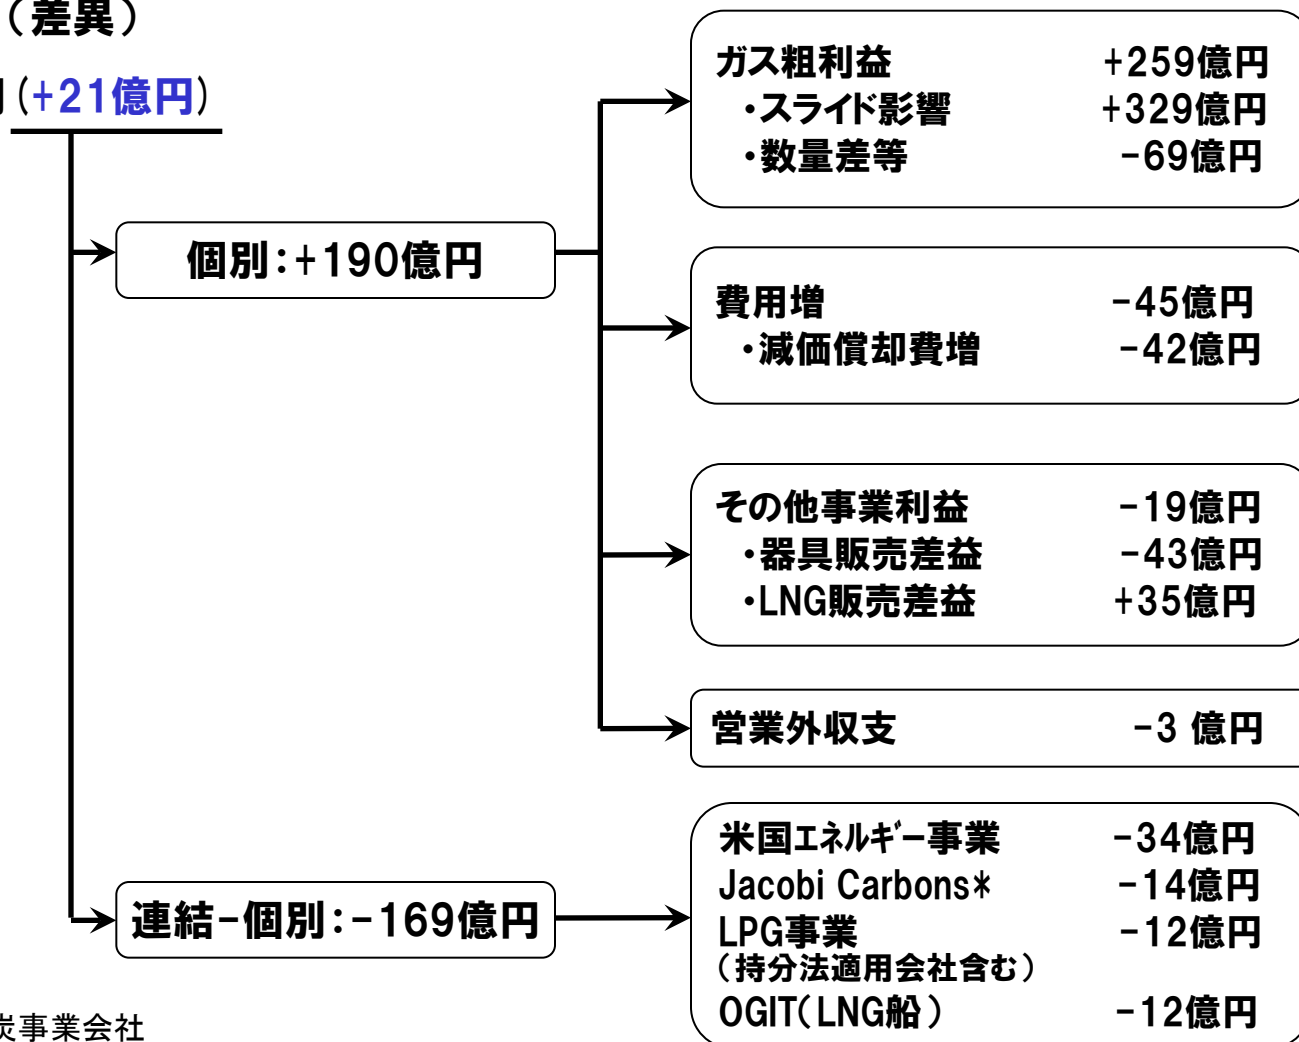 （差異）
(+21億円)
個別：+190億円
連結-個別：-169億円
ガス粗利益 +259億円
・スライド影響 +329億円
・数量差等 -69億円
費用増 -45億円
・減価償却費増 -42億円
その他事業利益 -19億円
・器具販売差益 -43億円
・LNG販売差益 +35億円
営業外収支 -3 億円
米国ｴﾈﾙｷﾞｰ事業 -34億円
Jacobi Carbons* -14億円
LPG事業 -12億円
（持分法適用会社含む）
OGIT(LNG船） -12億円
炭事業会社